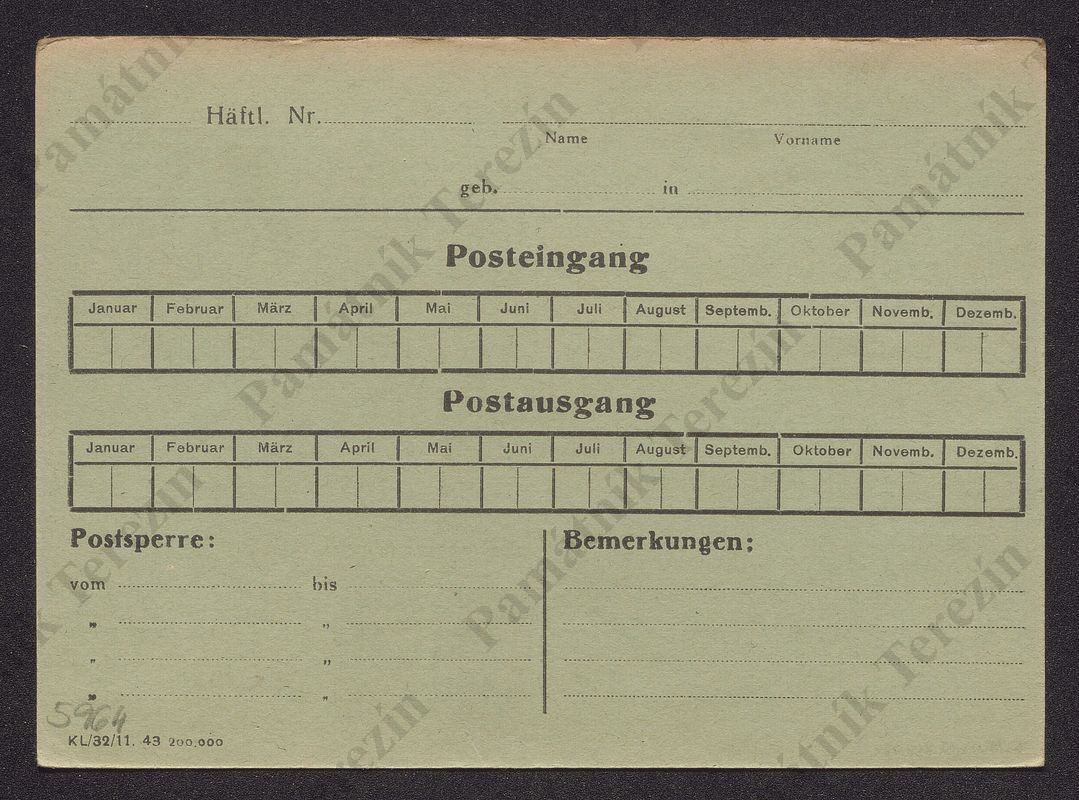 Häftl. Nr.
Name Vorname
geb. in
Posteingang
Januar Februar März April Mai Juni Juli August Septemb. Oktober Novemb. Dezemb.
Postausgang
Januar Februar März April Mai Juni Juli August Septemb. Oktober Novemb. Dezemb.
Postsperre: Bemerkungen:
vom bis
„ „
„ „
„ „
5964
KL/32/11. 43 200.000
Památník Terezín